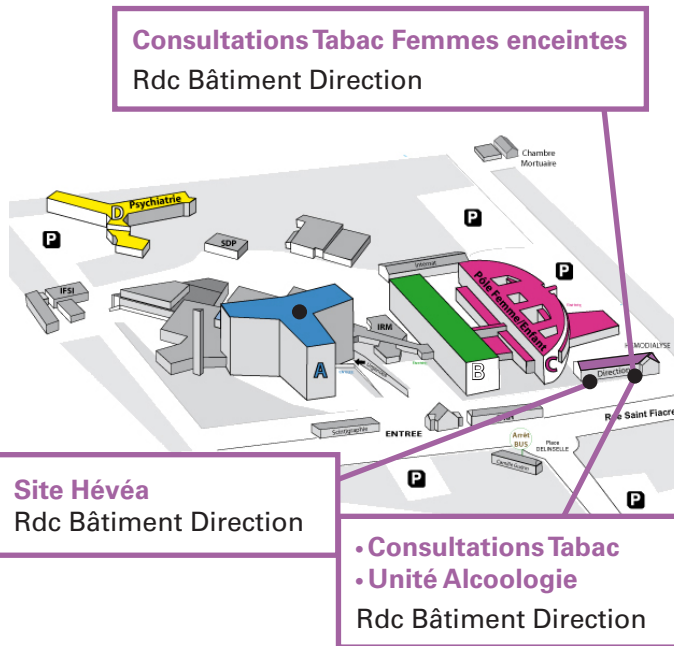 Consultations Tabac Femmes enceintes
Rdc Bâtiment Direction
Chambre
Mortuaire
D
Psychiatrie
P
P
SDP
Internat
P
IFSI
Pôle Femme/Enfant
IRM
HEMODIALYSE
A
B
C
Direction
Rue Saint Fiacre
Scintigraphie
ENTREE
Arrêt
BUS
Place
DELINSELLE
Camille Guérin
P
P
Site Hévéa
Rdc Bâtiment Direction
• Consultations Tabac
• Unité Alcoologie
Rdc Bâtiment Direction